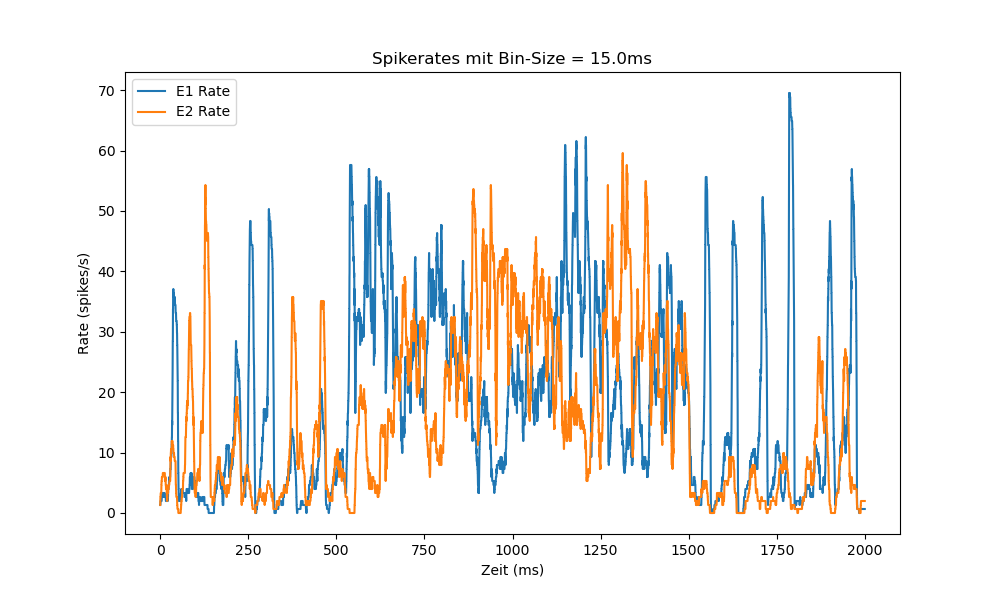 Spikerates mit Bin-Size = 15.0ms
E1 Rate
E2 Rate
Rate (spikes/s)
70
60
50
40
30
20
10
0
0 250 500 750 1000 1250 1500 1750 2000
Zeit (ms)